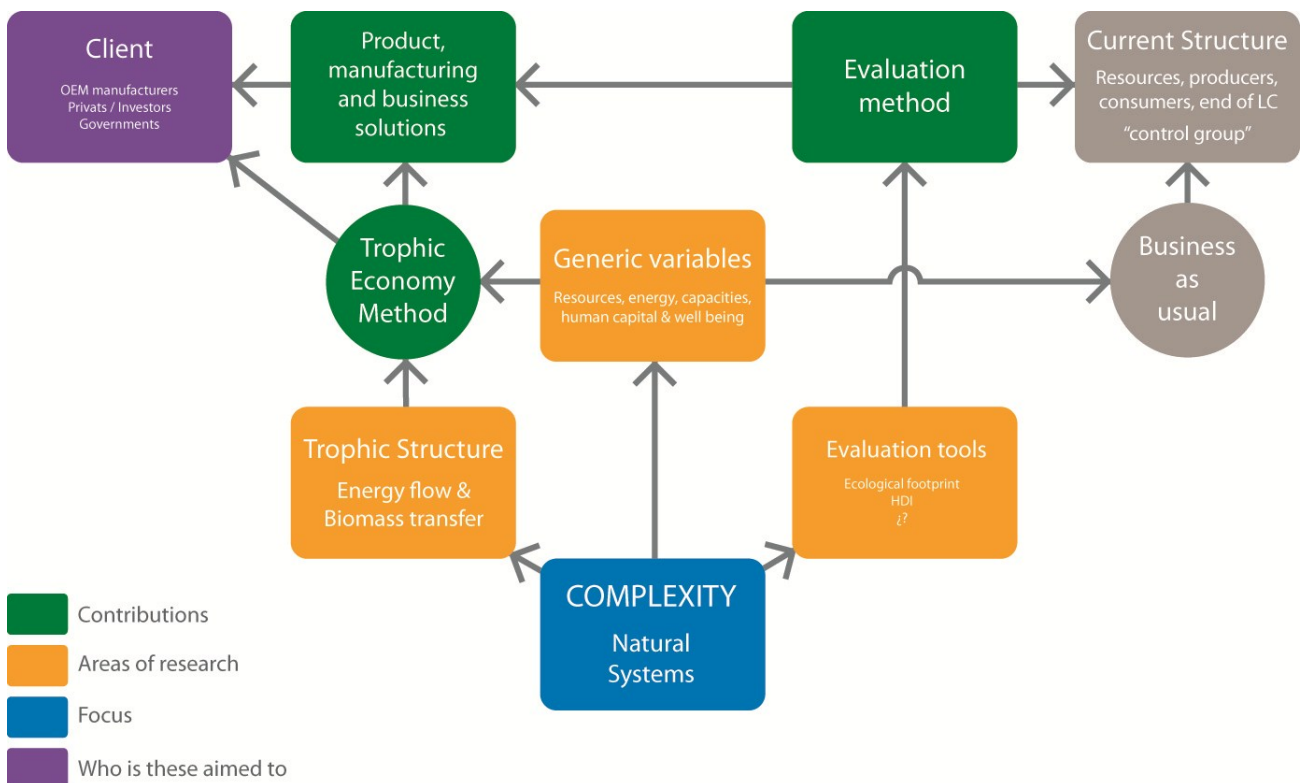 Client
OEM manufacturers
Privats / Investors
Governments
Product,
manufacturing
and business
solutions
Evaluation
method
Current Structure
Resources, producers,
consumers, end of LC
“control group”
Trophic
Economy
Method
Generic variables
Resources, energy, capacities,
human capital & well being
Business
as
usual
Trophic Structure
Energy flow &
Biomass transfer
Evaluation tools
Ecological footprint
HDI
¿?
COMPLEXITY
Natural
Systems
Contributions
Areas of research
Focus
Who is these aimed to